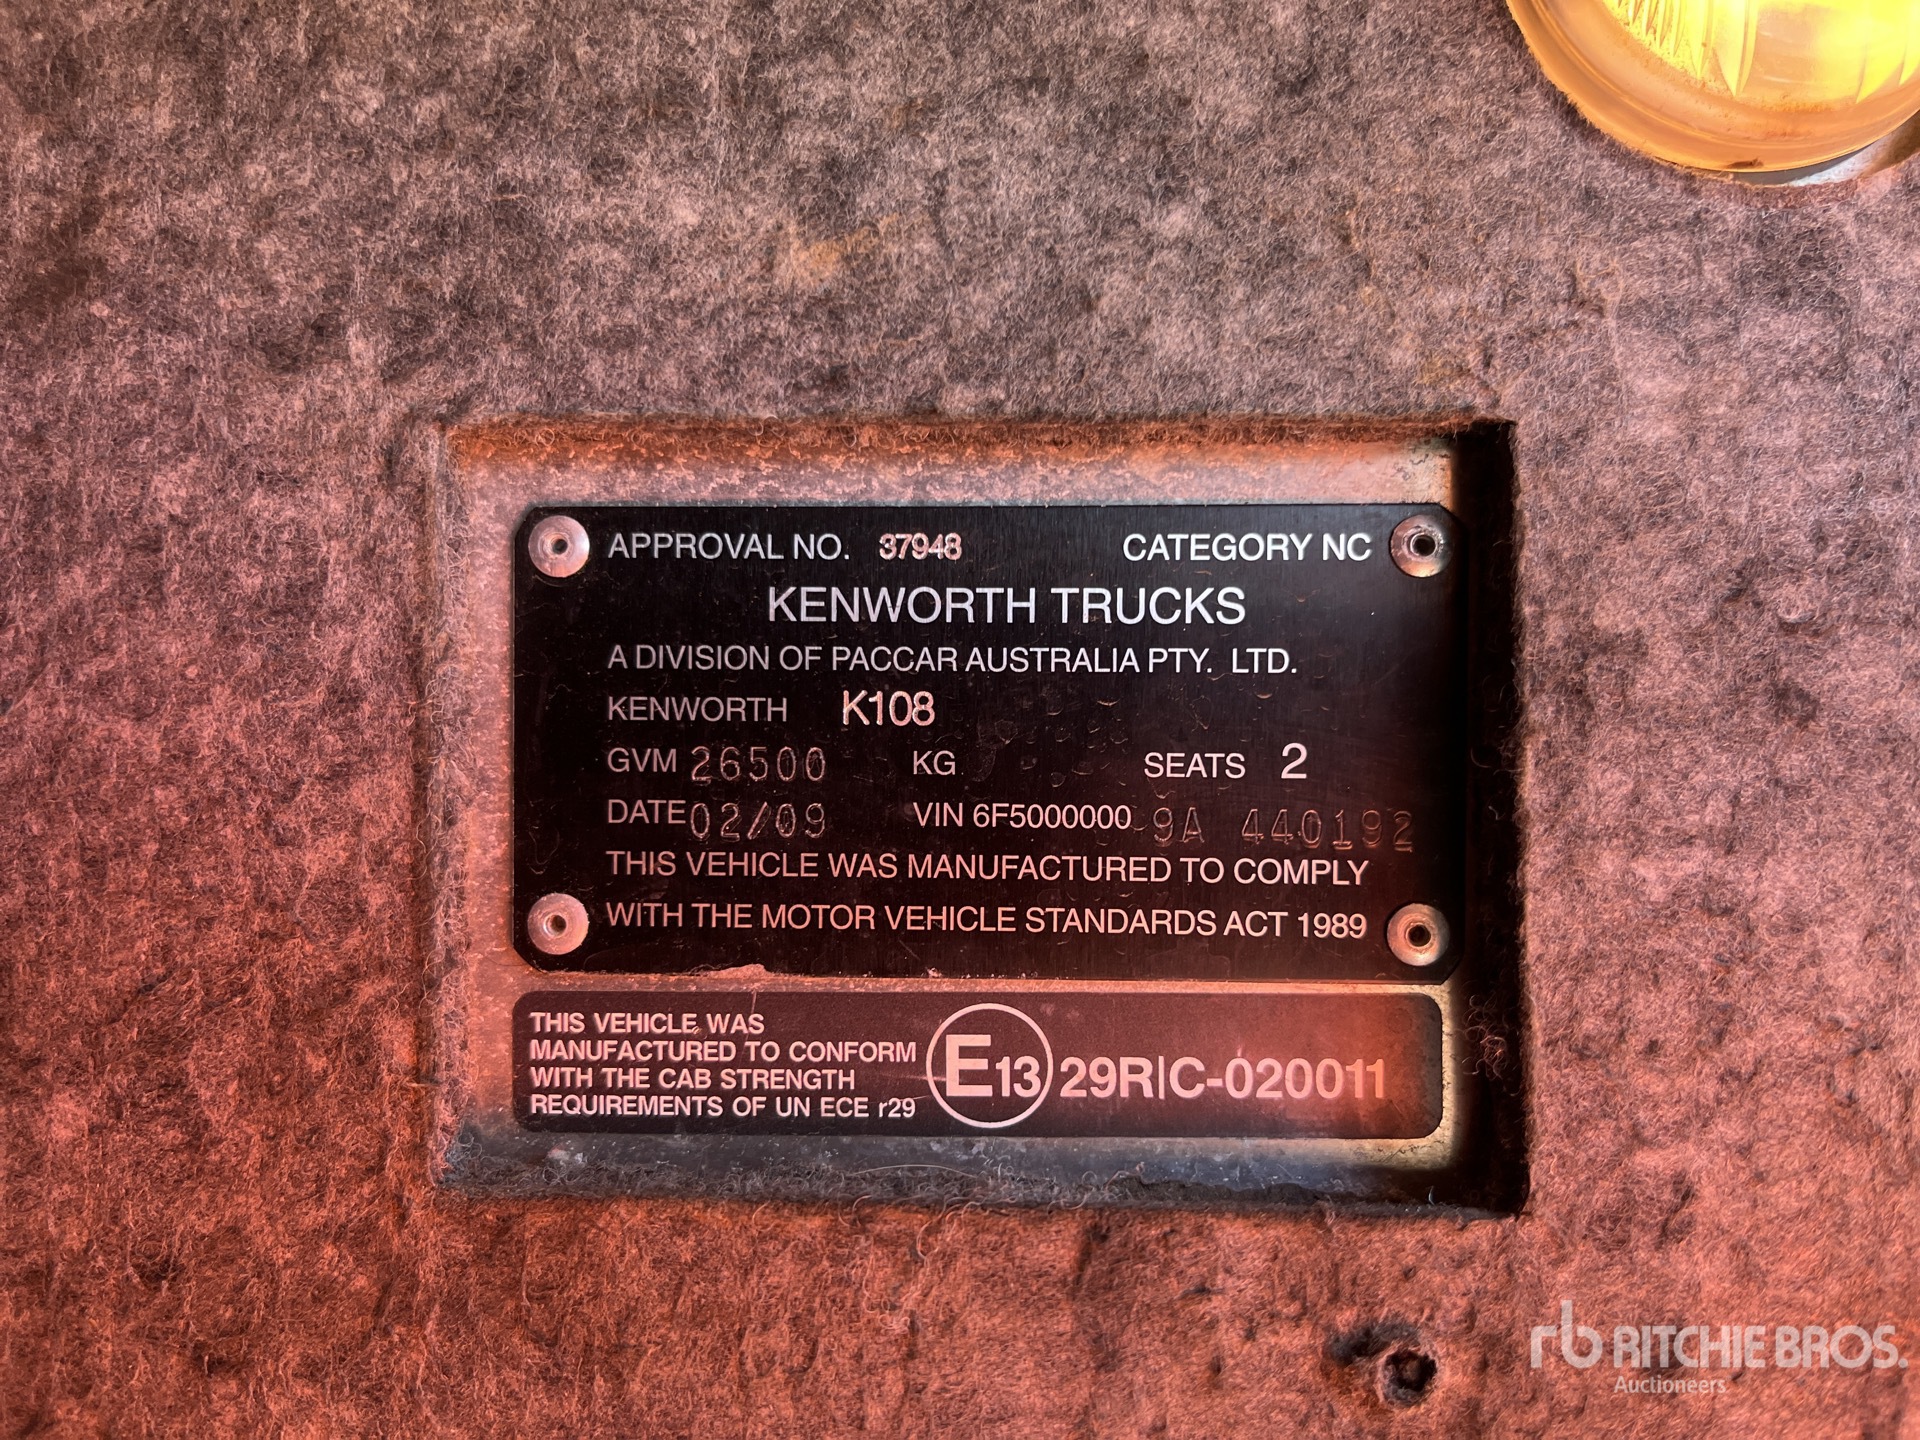 APPROVAL NO. 37948 CATEGORY NC
KENWORTH TRUCKS
A DIVISION OF PACCAR AUSTRALIA PTY. LTD.
KENWORTH K108
GVM 26500 KG SEATS 2
DATE 02/09 VIN 6F5000000 9A 440192
THIS VEHICLE WAS MANUFACTURED TO COMPLY
WITH THE MOTOR VEHICLE STANDARDS ACT 1989
THIS VEHICLE WAS
MANUFACTURED TO CONFORM
WITH THE CAB STRENGTH
REQUIREMENTS OF UN ECE r29
E13 29R|C-020011
rb RITCHIE BROS.
Auctioneers